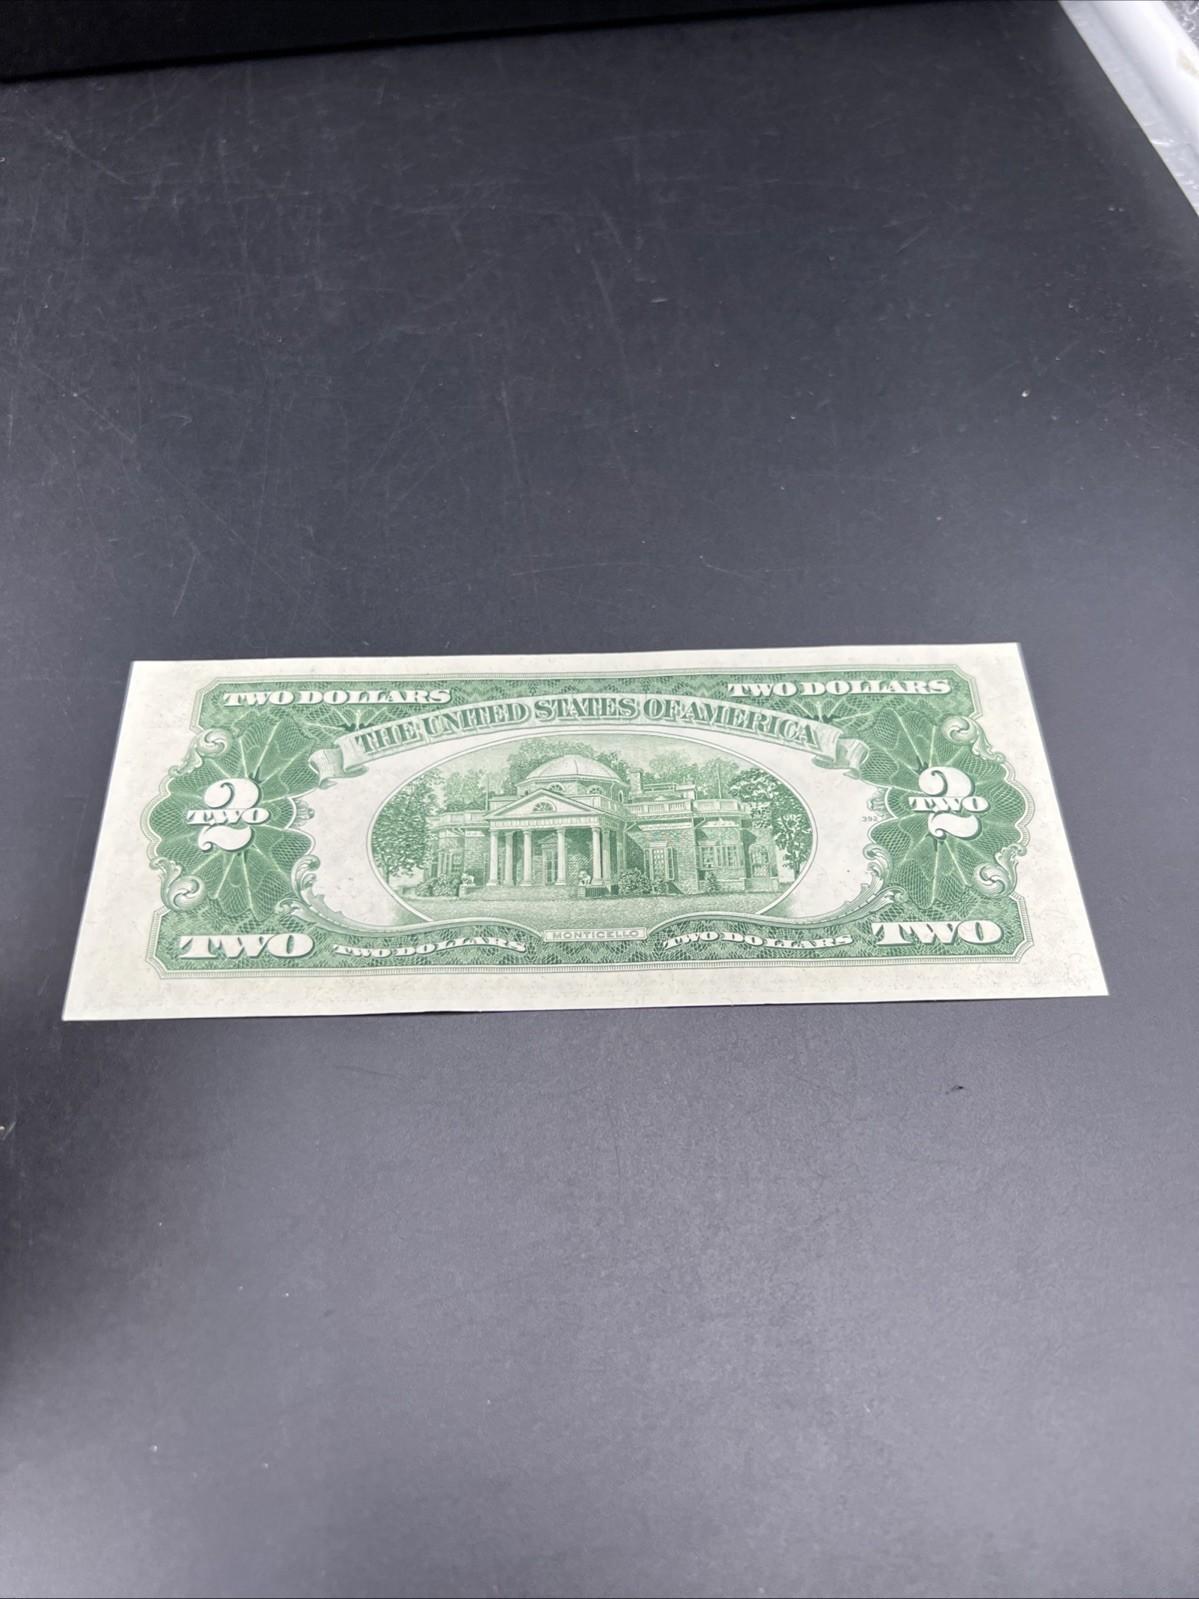 TWO DOLLARS TWO DOLLARS
THE UNITED STATES OF AMERICA
2 TWO 2 TWO
TWO TWO DOLLARS MONTICELLO TWO DOLLARS TWO